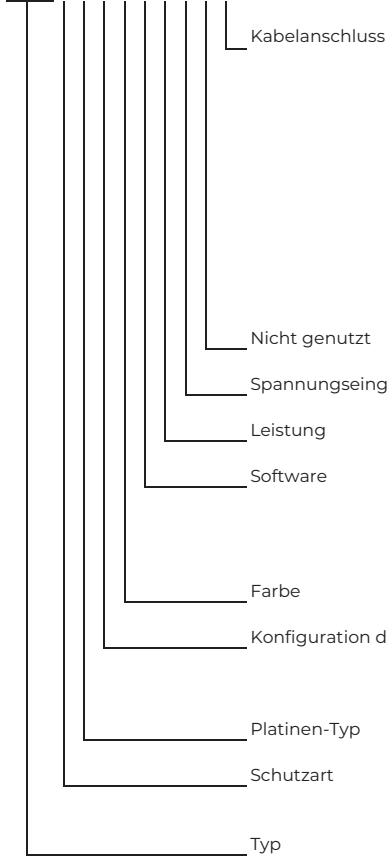 Kabelanschluss
Nicht genutzt
Spannungseing
Leistung
Software
Farbe
Konfiguration d
Platinen-Typ
Schutzart
Typ